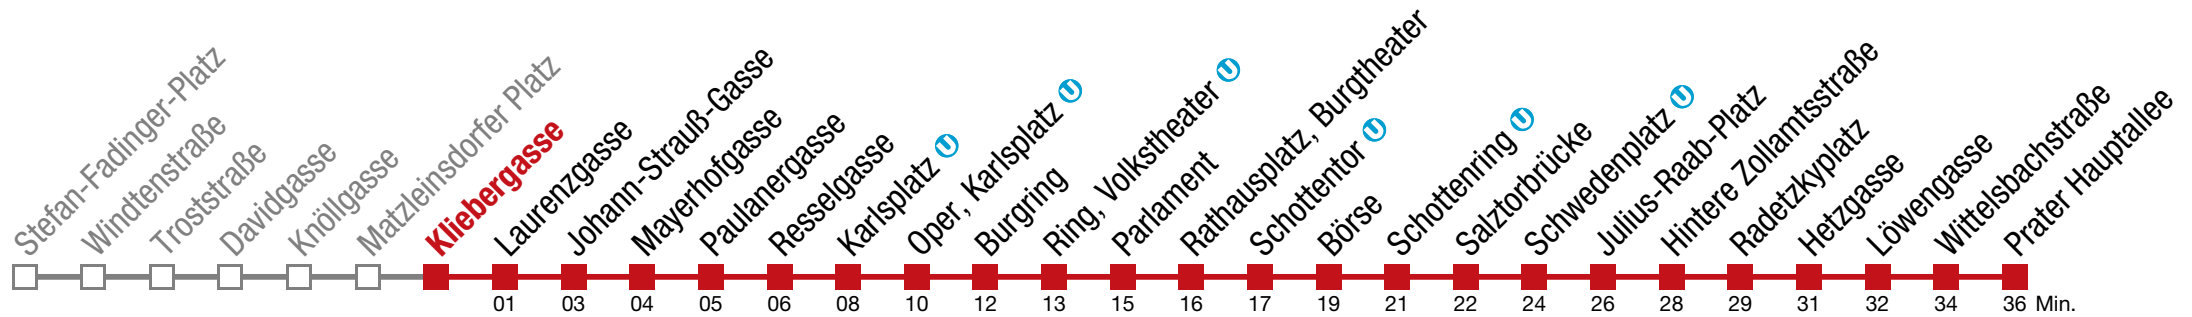 Stefan-Fadinger-Platz
Windtenstraße
Troststraße
Davidgasse
Knöllgasse
Matzleinsdorfer Platz
Kliebergasse
Laurenzgasse
Johann-Strauß-Gasse
Mayerhofgasse
Paulanergasse
Resselgasse
Karlsplatz U
Oper, Karlsplatz U
Burgring
Ring, Volkstheater U
Parlament
Rathausplatz, Burgtheater
Schottentor U
Börse
Schottenring U
Salztorbrücke
Schwedenplatz U
Julius-Raab-Platz
Hintere Zollamtsstraße
Radetzkyplatz
Hetzgasse
Löwengasse
Wittelsbachstraße
Prater Hauptallee
01 03 04 05 06 08 10 12 13 15 16 17 19 21 22 24 26 28 29 31 32 34 36 Min.